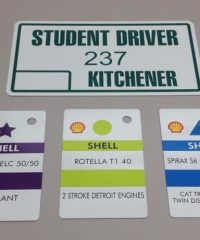 STUDENT DRIVER
237
KITCHENER
HELL
ELC 50/50
ANT
SHELL
ROTELLA T1 40
2 STROKE DETROIT ENGINES
SHELL
SPIRAX S6
CAT T
TWIN DIS